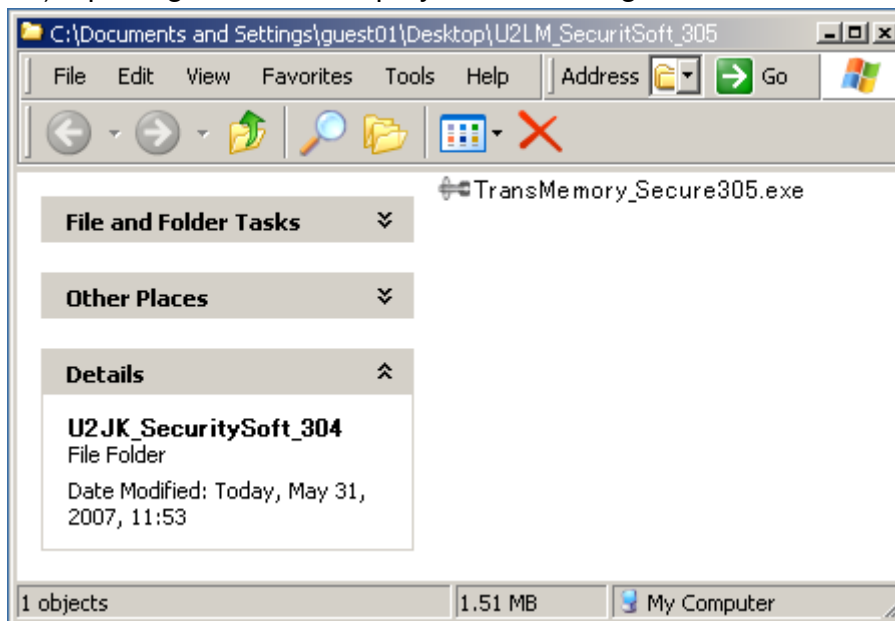 C:\Documents and Settings\guest01\Desktop\U2LM_SecuritSoft_305
File Edit View Favorites Tools Help Address Go
TransMemory_Secure305.exe
File and Folder Tasks
Other Places
Details
U2JK_SecuritySoft_304
File Folder
Date Modified: Today, May 31,
2007, 11:53
1 objects 1.51 MB My Computer